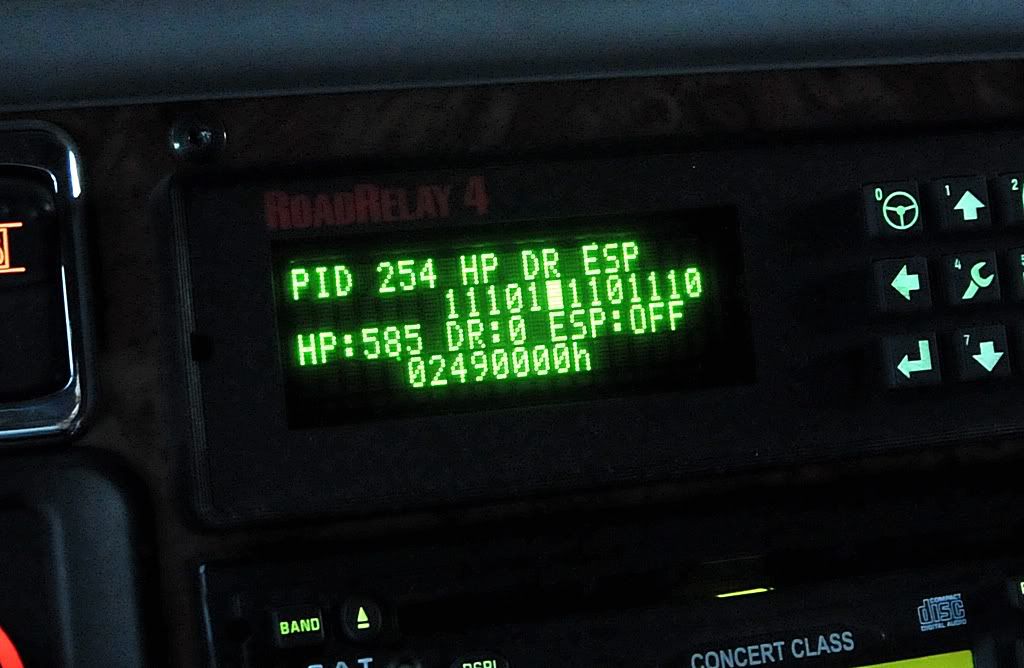 ROADRELAY 4
PID 254 HP DR ESP
11101 1101110
HP:585 DR:0 ESP:OFF
02490000h
0
1
2
4
5
7
BAND
CONCERT CLASS
COMPACT
disc
DIGITAL AUDIO